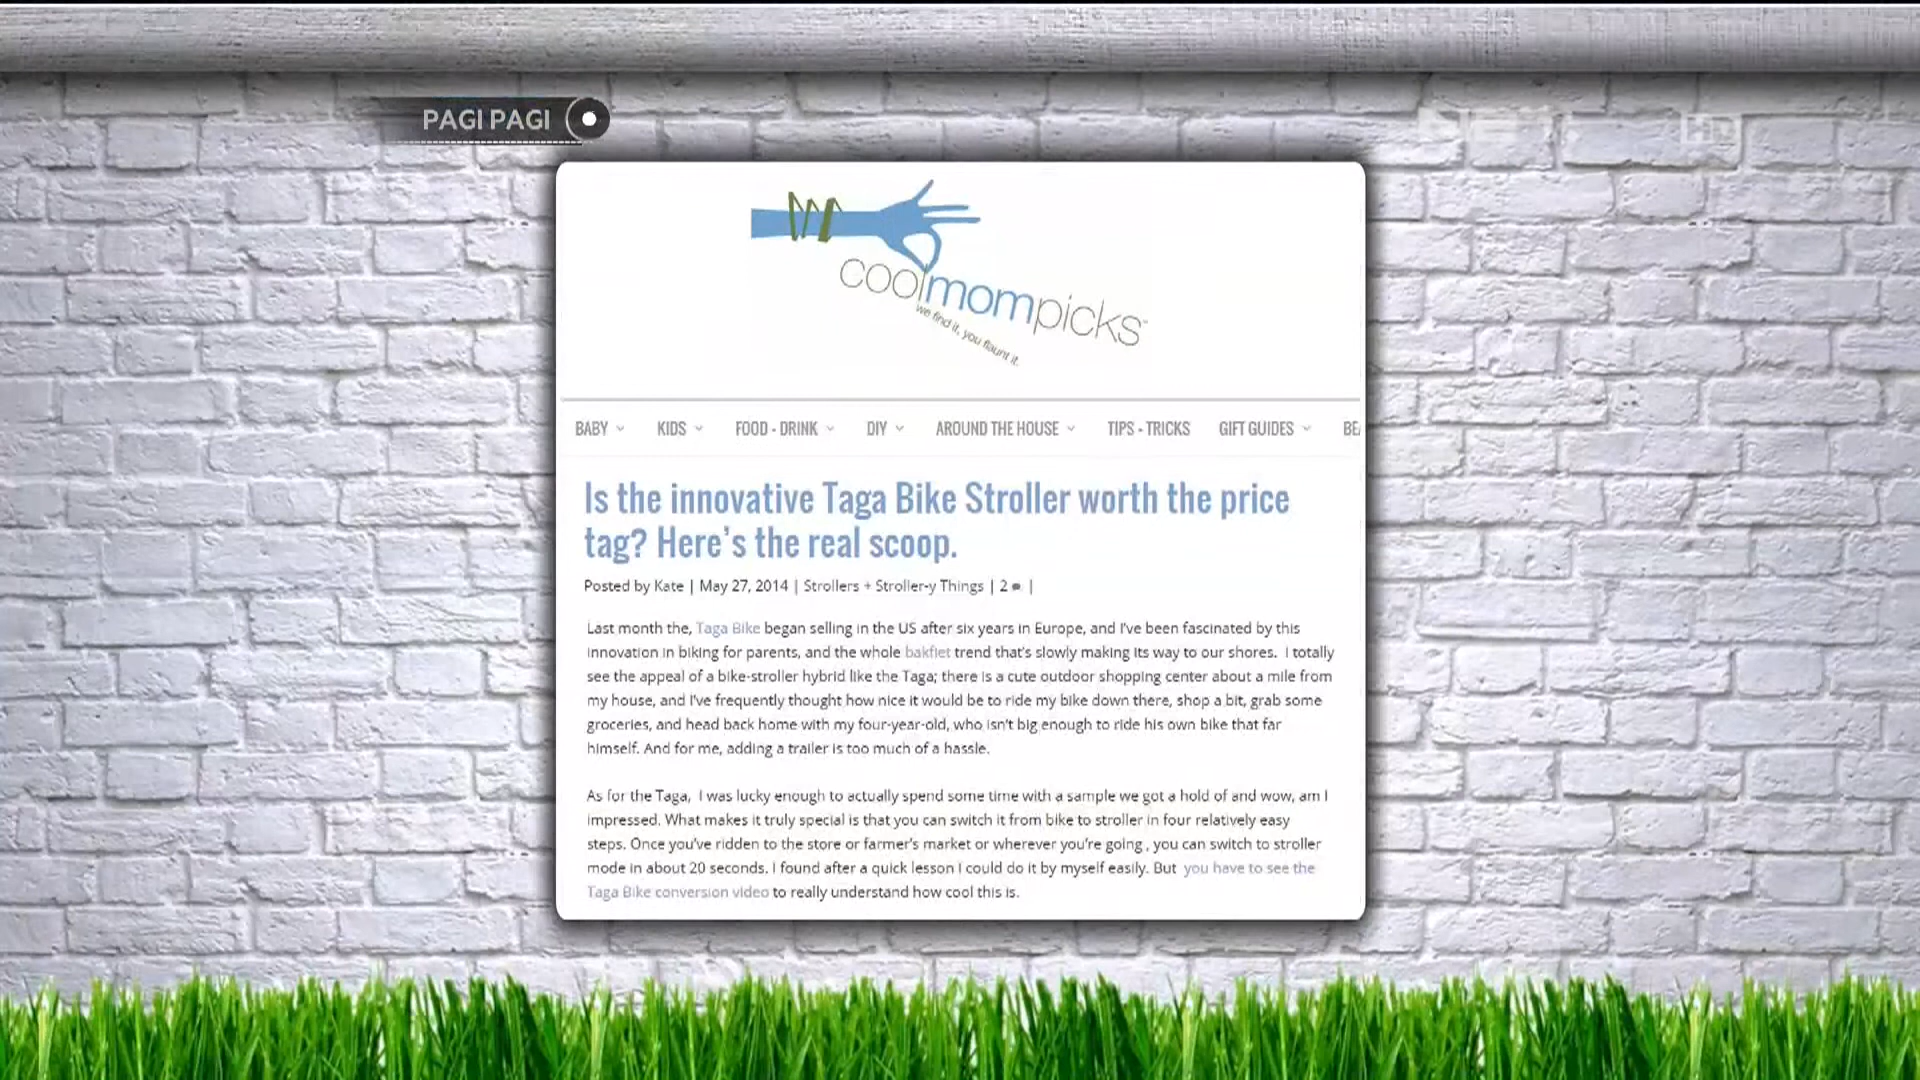 PAGI PAGI
HD
coolmompicks
we find it, you flaunt it.
BABY KIDS FOOD - DRINK DIY AROUND THE HOUSE TIPS - TRICKS GIFT GUIDES
Is the innovative Taga Bike Stroller worth the price
tag? Here's the real scoop.
Posted by Kate | May 27, 2014 | Strollers + Stroller-y Things | 2 |
Last month the, Taga Bike began selling in the US after six years in Europe, and I've been fascinated by this
innovation in biking for parents, and the whole bakfiet trend that's slowly making its way to our shores. I totally
see the appeal of a bike-stroller hybrid like the Taga; there is a cute outdoor shopping center about a mile from
my house, and I've frequently thought how nice it would be to ride my bike down there, shop a bit, grab some
groceries, and head back home with my four-year-old, who isn't big enough to ride his own bike that far
himself. And for me, adding a trailer is too much of a hassle.
As for the Taga, I was lucky enough to actually spend some time with a sample we got a hold of and wow, am I
impressed. What makes it truly special is that you can switch it from bike to stroller in four relatively easy
steps. Once you've ridden to the store or farmer's market or wherever you're going , you can switch to stroller
mode in about 20 seconds. I found after a quick lesson I could do it by myself easily. But you have to see the
Taga Bike conversion video to really understand how cool this is.